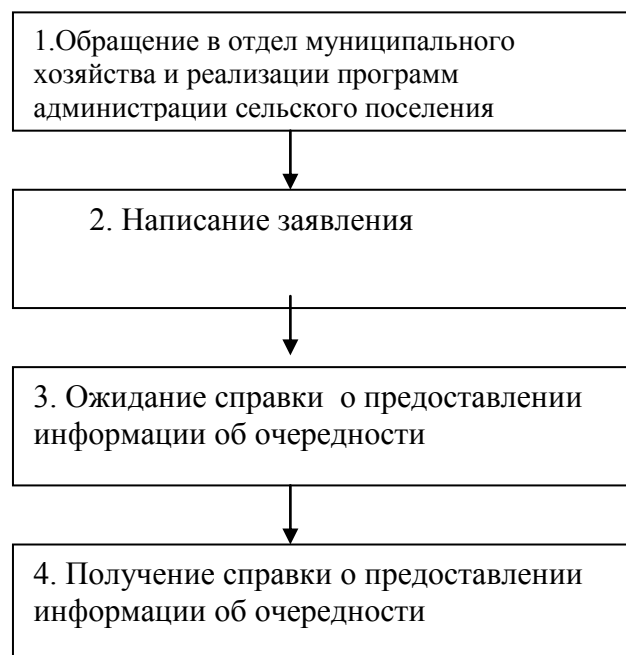 1.Обращение в отдел муниципального
хозяйства и реализации программ
администрации сельского поселения
2. Написание заявления
3. Ожидание справки о предоставлении
информации об очередности
4. Получение справки о предоставлении
информации об очередности